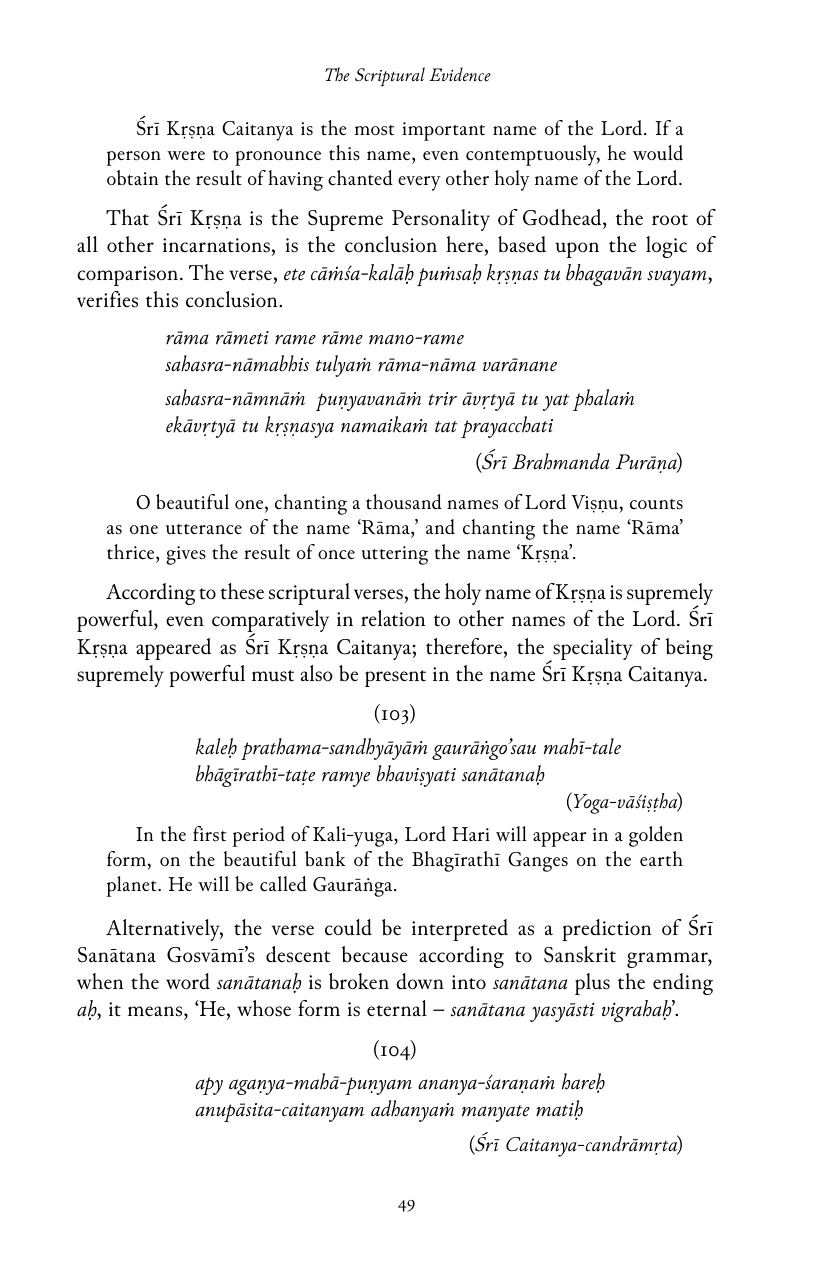 The Scriptural Evidence
Śrī Kṛṣṇa Caitanya is the most important name of the Lord. If a
person were to pronounce this name, even contemptuously, he would
obtain the result of having chanted every other holy name of the Lord.
That Śrī Kṛṣṇa is the Supreme Personality of Godhead, the root of
all other incarnations, is the conclusion here, based upon the logic of
comparison. The verse, ete cāṁśa-kalāḥ puṁsaḥ kṛṣṇas tu bhagavān svayam,
verifies this conclusion.
rāma rāmeti rame rāme mano-rame
sahasra-nāmabhis tulyaṁ rāma-nāma varānane
sahasra-nāmnāṁ puṇyavanāṁ trir āvṛtyā tu yat phalaṁ
ekāvṛtyā tu kṛṣṇasya namaikaṁ tat prayacchati
(Śrī Brahmanda Purāṇa)
O beautiful one, chanting a thousand names of Lord Viṣṇu, counts
as one utterance of the name ‘Rāma,’ and chanting the name ‘Rāma’
thrice, gives the result of once uttering the name ‘Kṛṣṇa’.
According to these scriptural verses, the holy name of Kṛṣṇa is supremely
powerful, even comparatively in relation to other names of the Lord. Śrī
Kṛṣṇa appeared as Śrī Kṛṣṇa Caitanya; therefore, the speciality of being
supremely powerful must also be present in the name Śrī Kṛṣṇa Caitanya.
(103)
kaleḥ prathama-sandhyāyāṁ gaurāṅgo’sau mahī-tale
bhāgīrathī-taṭe ramye bhaviṣyati sanātanaḥ
(Yoga-vāśiṣṭha)
In the first period of Kali-yuga, Lord Hari will appear in a golden
form, on the beautiful bank of the Bhagīrathī Ganges on the earth
planet. He will be called Gaurāṅga.
Alternatively, the verse could be interpreted as a prediction of Śrī
Sanātana Gosvāmī’s descent because according to Sanskrit grammar,
when the word sanātanaḥ is broken down into sanātana plus the ending
aḥ, it means, ‘He, whose form is eternal – sanātana yasyāsti vigrahaḥ’.
(104)
apy agaṇya-mahā-puṇyam ananya-śaraṇaṁ hareḥ
anupāsita-caitanyam adhanyaṁ manyate matiḥ
(Śrī Caitanya-candrāmṛta)
49